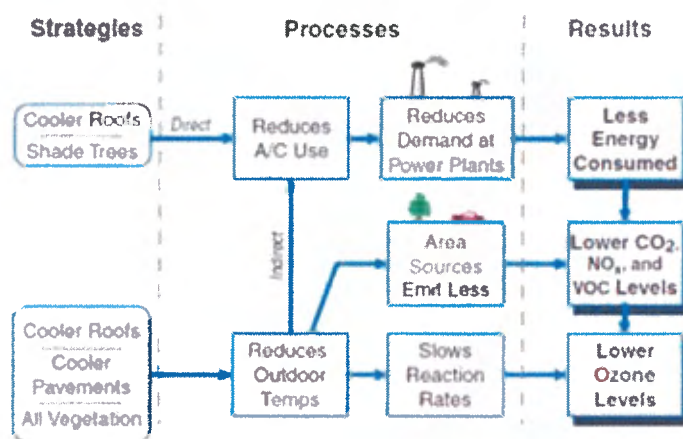 Strategies
Processes
Results
Cooler Roofs
Shade Trees
Direct
Reduces
A/C Use
Reduces
Demand at
Power Plants
Less
Energy
Consumed
Indirect
Area
Sources
Emit Less
Lower CO₂,
NOₓ, and
VOC Levels
Cooler Roofs
Cooler
Pavements
All Vegetation
Reduces
Outdoor
Temps
Slows
Reaction
Rates
Lower
Ozone
Levels